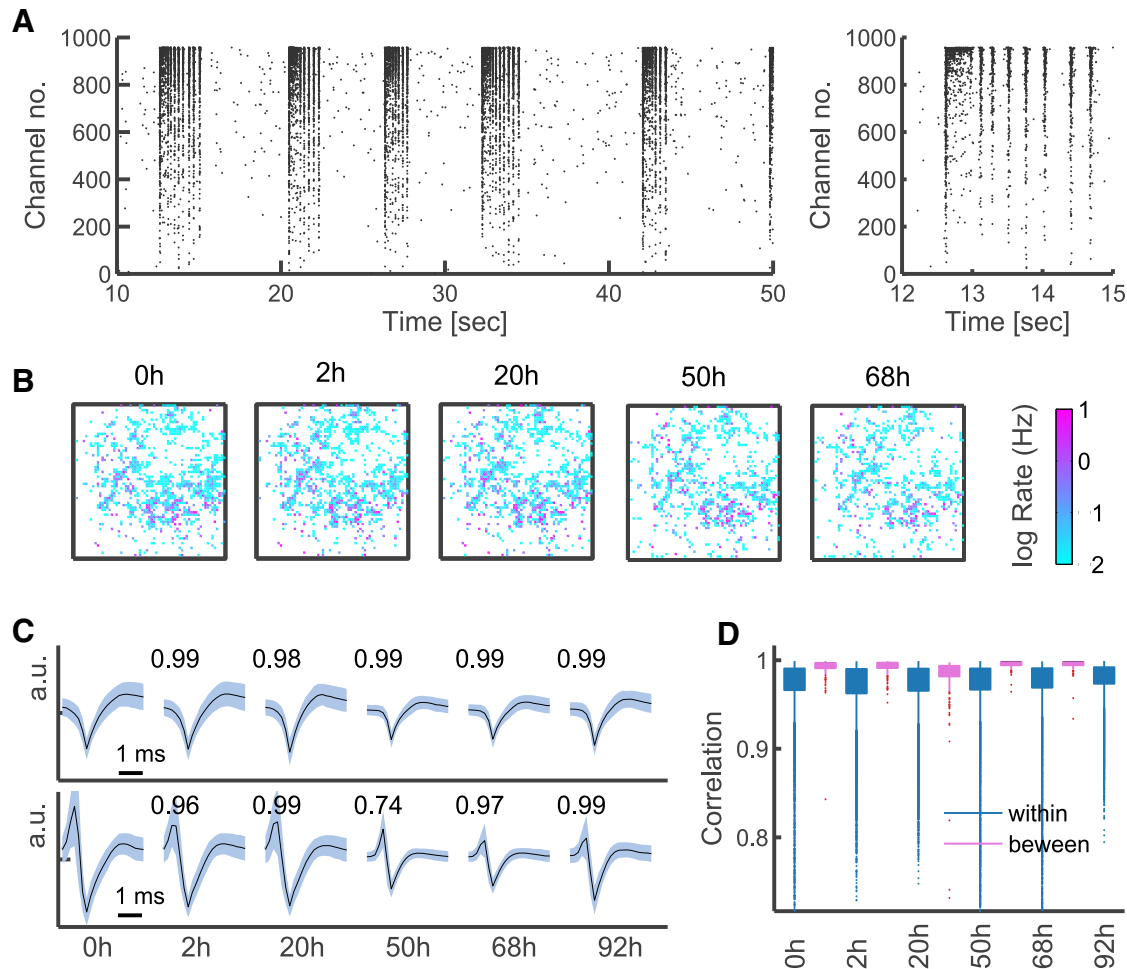 A
1000
800
600
400
200
0
Channel no.
10 20 30 40 50
Time [sec]
1000
800
600
400
200
0
Channel no.
12 13 14 15
Time [sec]
B
0h 2h 20h 50h 68h
log Rate (Hz)
1
0
1
2
C
a.u.
0.99 0.98 0.99 0.99 0.99
1 ms
a.u.
0.96 0.99 0.74 0.97 0.99
1 ms
0h 2h 20h 50h 68h 92h
D
1
0.9
0.8
Correlation
within
beween
0h 2h 20h 50h 68h 92h